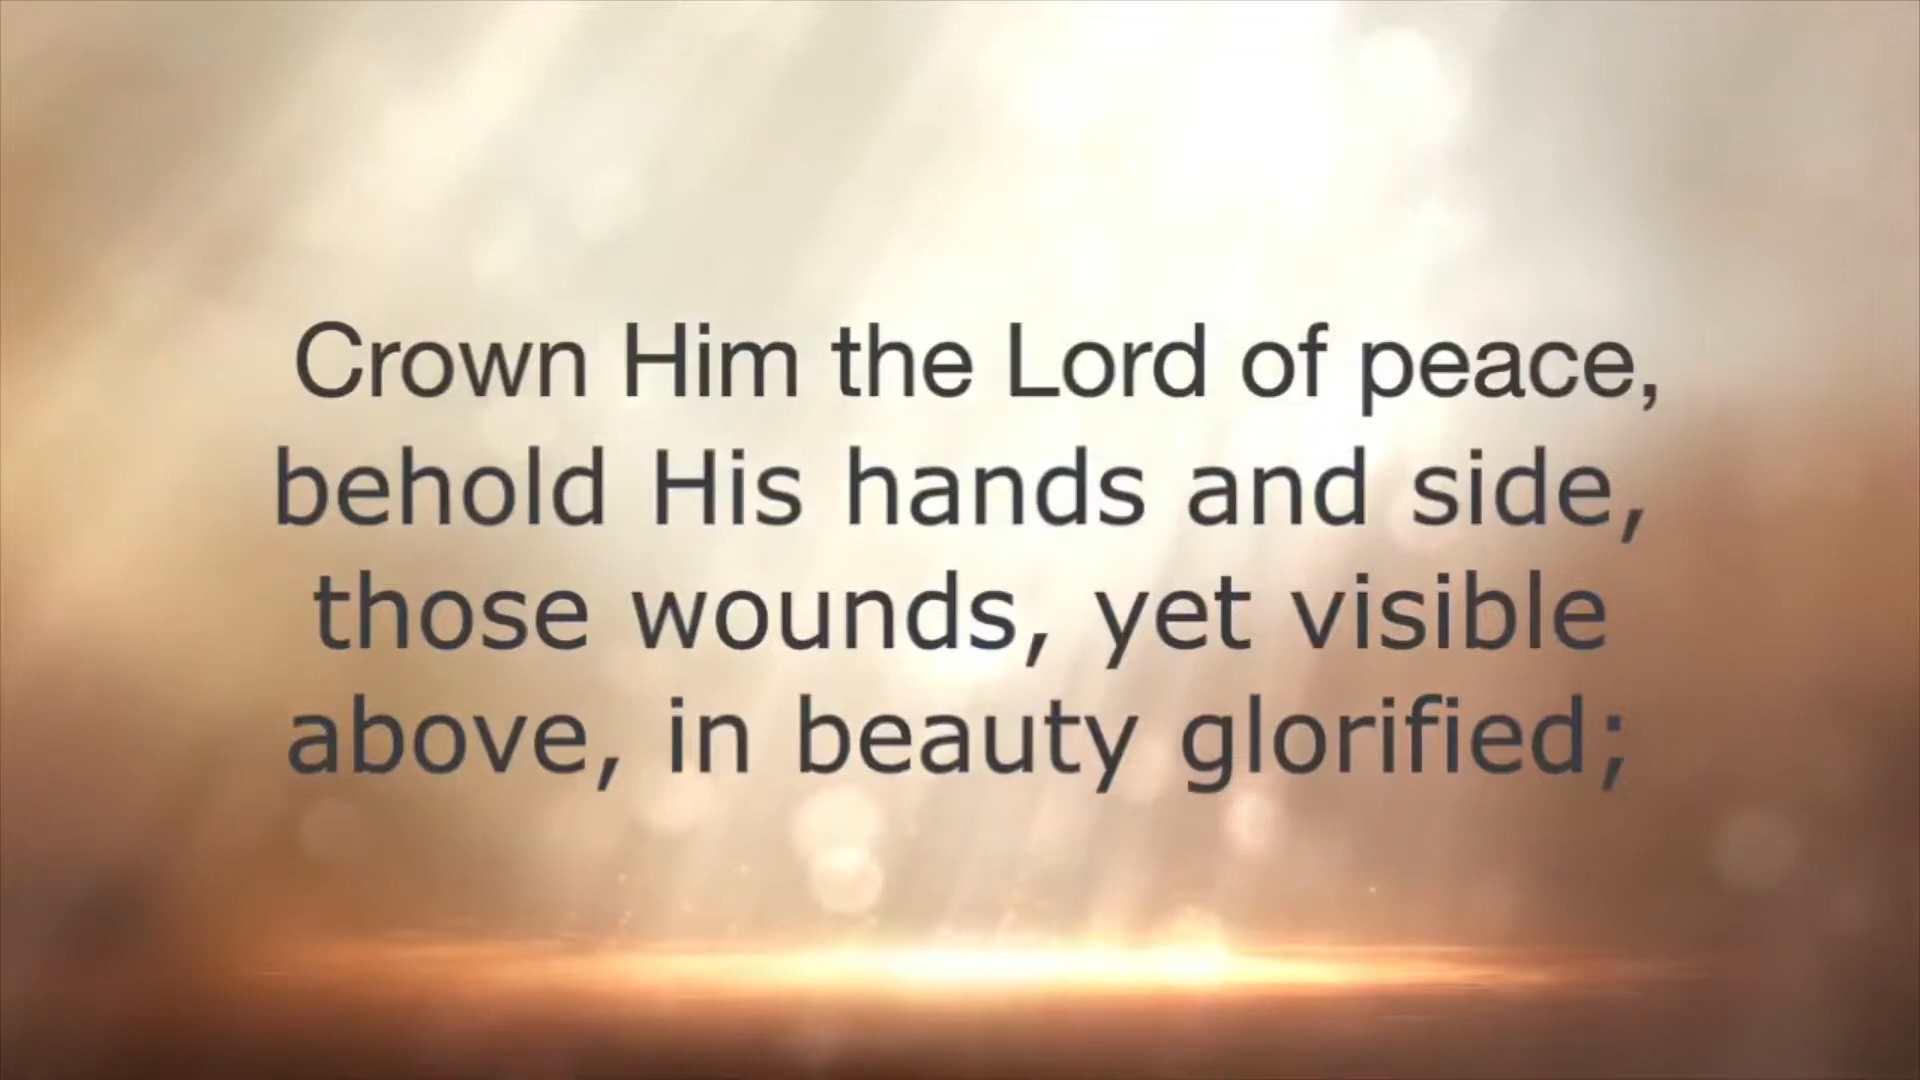 Crown Him the Lord of peace,
behold His hands and side,
those wounds, yet visible
above, in beauty glorified;